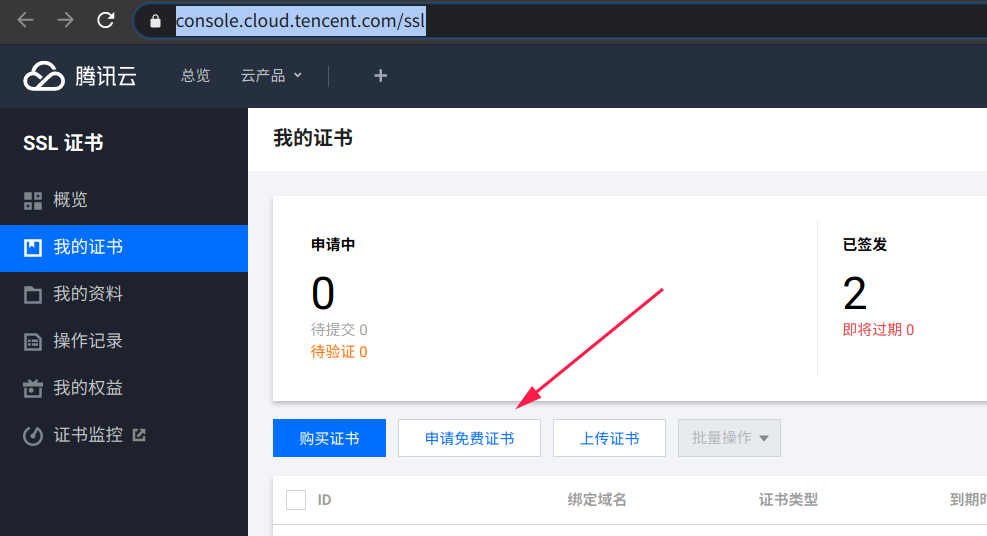 console.cloud.tencent.com/ssl
腾讯云 总览 云产品
SSL 证书
概览
我的证书
我的资料
操作记录
我的权益
证书监控
我的证书
申请中
0
待提交 0
待验证 0
已签发
2
即将过期 0
购买证书 申请免费证书 上传证书 批量操作
ID 绑定域名 证书类型 到期